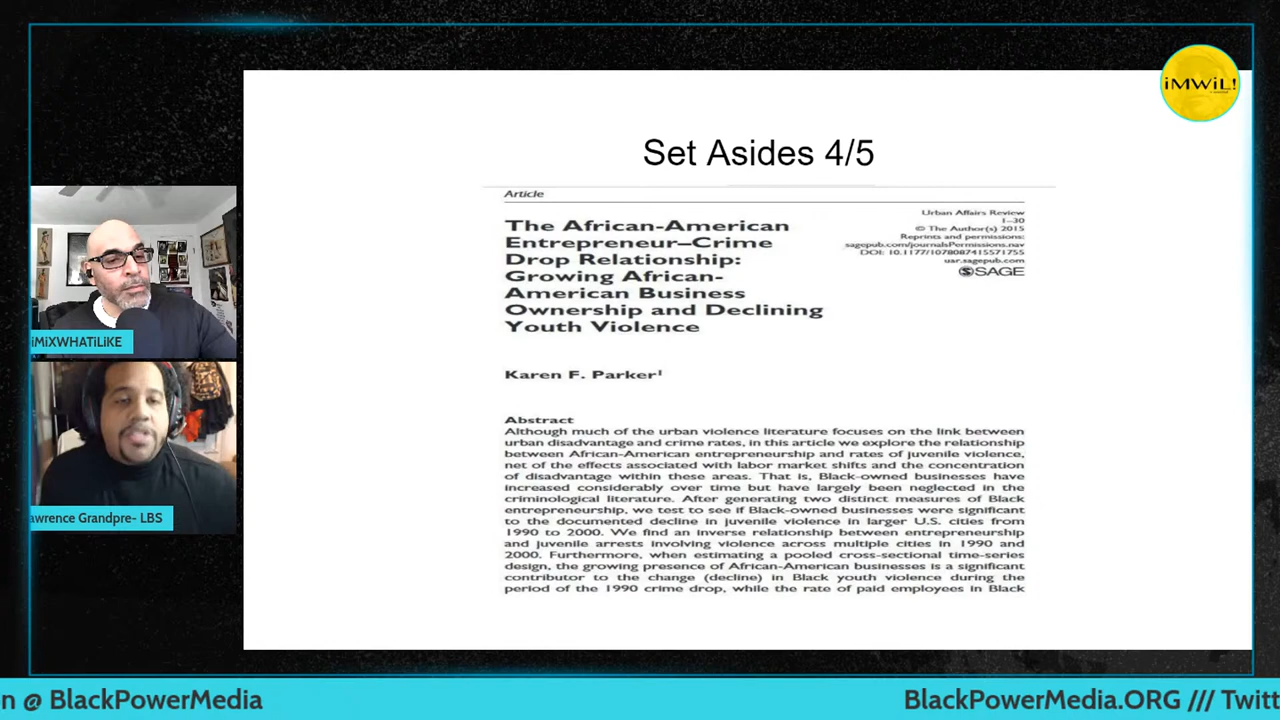 iMWiL!
Set Asides 4/5
Article
The African-American
Entrepreneur–Crime
Drop Relationship:
Growing African-
American Business
Ownership and Declining
Youth Violence
Urban Affairs Review
1–30
© The Author(s) 2015
Reprints and permissions:
sagepub.com/journalsPermissions.nav
DOI: 10.1177/1078087415571755
uar.sagepub.com
SAGE
Karen F. Parker¹
Abstract
Although much of the urban violence literature focuses on the link between
urban disadvantage and crime rates, in this article we explore the relationship
between African-American entrepreneurship and rates of juvenile violence,
net of the effects associated with labor market shifts and the concentration
of disadvantage within these areas. That is, Black-owned businesses have
increased considerably over time but have largely been neglected in the
criminological literature. After generating two distinct measures of Black
entrepreneurship, we test to see if Black-owned businesses were significant
to the documented decline in juvenile violence in larger U.S. cities from
1990 to 2000. We find an inverse relationship between entrepreneurship
and juvenile arrests involving violence across multiple cities in 1990 and
2000. Furthermore, when estimating a pooled cross-sectional time-series
design, the growing presence of African-American businesses is a significant
contributor to the change (decline) in Black youth violence during the
period of the 1990 crime drop, while the rate of paid employees in Black
iMiXWHATiLiKE
awrence Grandpre- LBS
n @ BlackPowerMedia
BlackPowerMedia.ORG /// Twitt